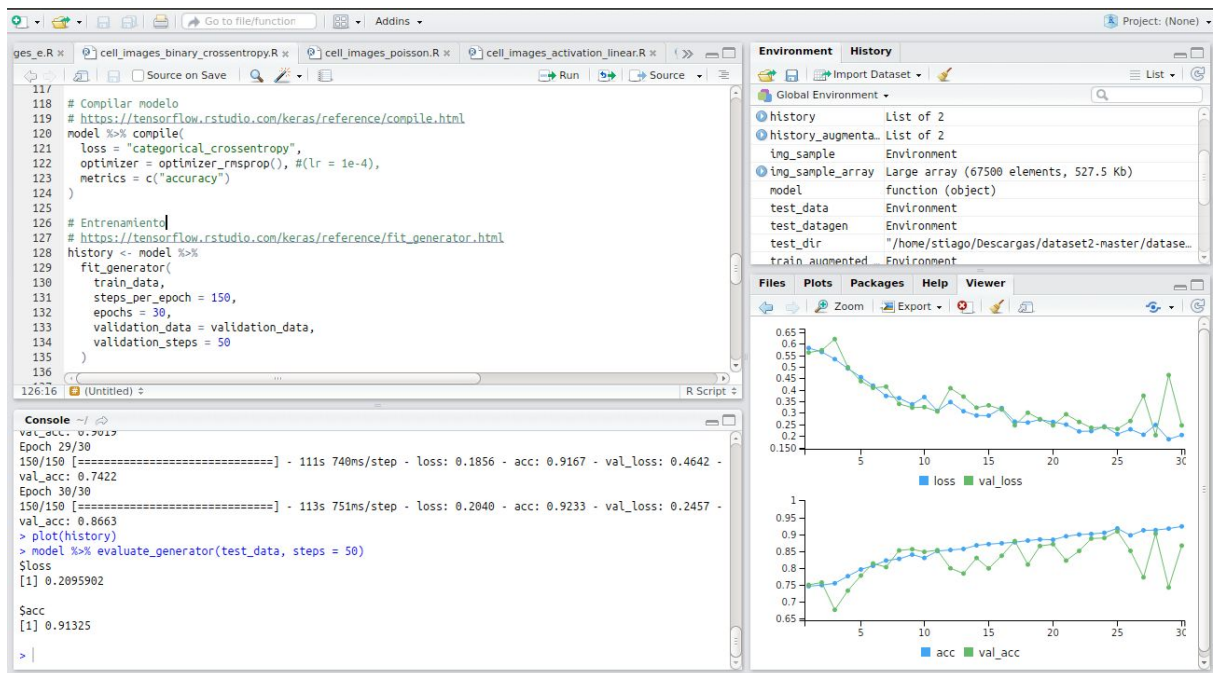 Go to file/function
Addins
Project: (None)
ges_e.R ×
cell_images_binary_crossentropy.R ×
cell_images_poisson.R ×
cell_images_activation_linear.R ×
Source on Save
Run
Source
117
118 # Compilar modelo
119 # https://tensorflow.rstudio.com/keras/reference/compile.html
120 model %>% compile(
121 loss = "categorical_crossentropy",
122 optimizer = optimizer_rmsprop(), #(lr = 1e-4),
123 metrics = c("accuracy")
124 )
125
126 # Entrenamiento
127 # https://tensorflow.rstudio.com/keras/reference/fit_generator.html
128 history <- model %>%
129 fit_generator(
130 train_data,
131 steps_per_epoch = 150,
132 epochs = 30,
133 validation_data = validation_data,
134 validation_steps = 50
135 )
136
126:16 (Untitled) R Script
Console ~/
val_acc: 0.9019
Epoch 29/30
150/150 [==============================] - 111s 740ms/step - loss: 0.1856 - acc: 0.9167 - val_loss: 0.4642 -
val_acc: 0.7422
Epoch 30/30
150/150 [==============================] - 113s 751ms/step - loss: 0.2040 - acc: 0.9233 - val_loss: 0.2457 -
val_acc: 0.8663
> plot(history)
> model %>% evaluate_generator(test_data, steps = 50)
$loss
[1] 0.2095902
$acc
[1] 0.91325
>
Environment History
Import Dataset
List
Global Environment
history List of 2
history_augmenta… List of 2
img_sample Environment
img_sample_array Large array (67500 elements, 527.5 Kb)
model function (object)
test_data Environment
test_datagen Environment
test_dir "/home/stiago/Descargas/dataset2-master/datase…
train_augmented Environment
Files Plots Packages Help Viewer
Zoom Export
0.65
0.6
0.55
0.5
0.45
0.4
0.35
0.3
0.25
0.2
0.150
5 10 15 20 25 30
loss val_loss
1
0.95
0.9
0.85
0.8
0.75
0.7
0.65
5 10 15 20 25 30
acc val_acc